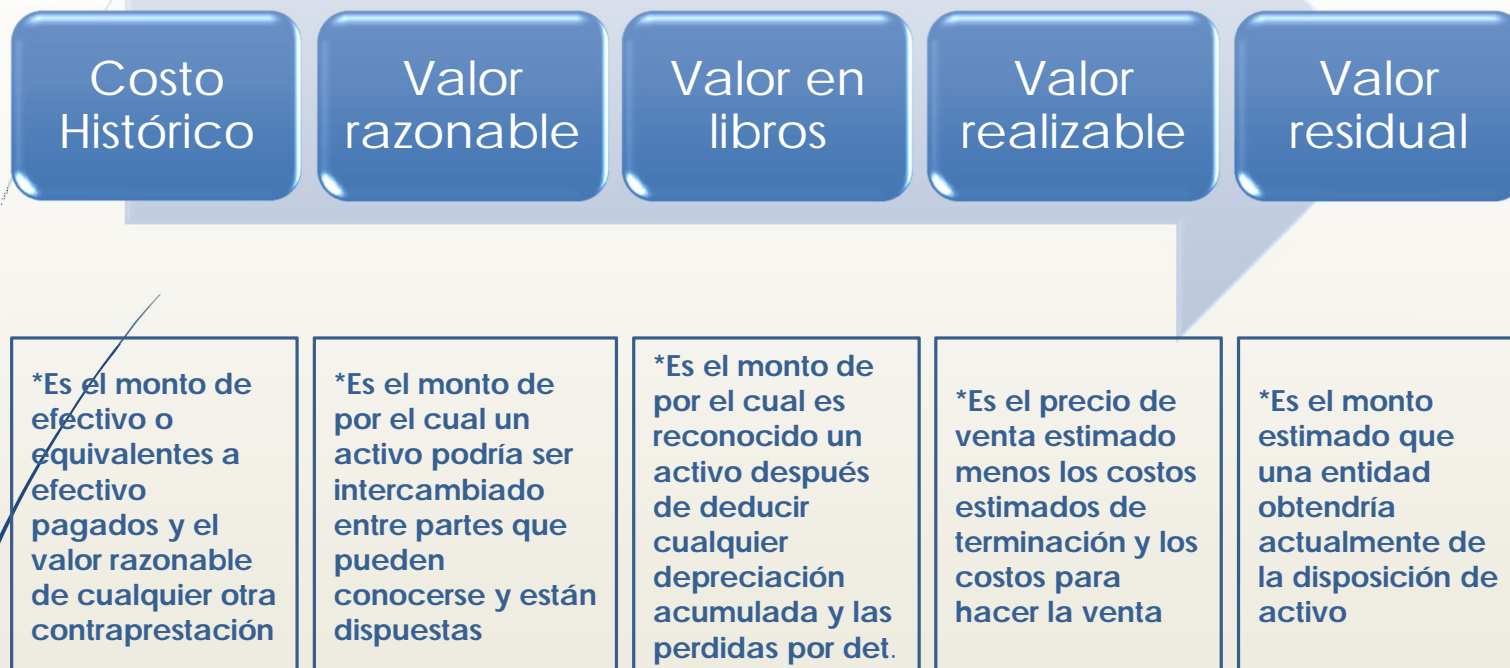 Costo
Histórico
Valor
razonable
Valor en
libros
Valor
realizable
Valor
residual
*Es el monto de
efectivo o
equivalentes a
efectivo
pagados y el
valor razonable
de cualquier otra
contraprestación
*Es el monto de
por el cual un
activo podría ser
intercambiado
entre partes que
pueden
conocerse y están
dispuestas
*Es el monto de
por el cual es
reconocido un
activo después
de deducir
cualquier
depreciación
acumulada y las
perdidas por det.
*Es el precio de
venta estimado
menos los costos
estimados de
terminación y los
costos para
hacer la venta
*Es el monto
estimado que
una entidad
obtendría
actualmente de
la disposición de
activo